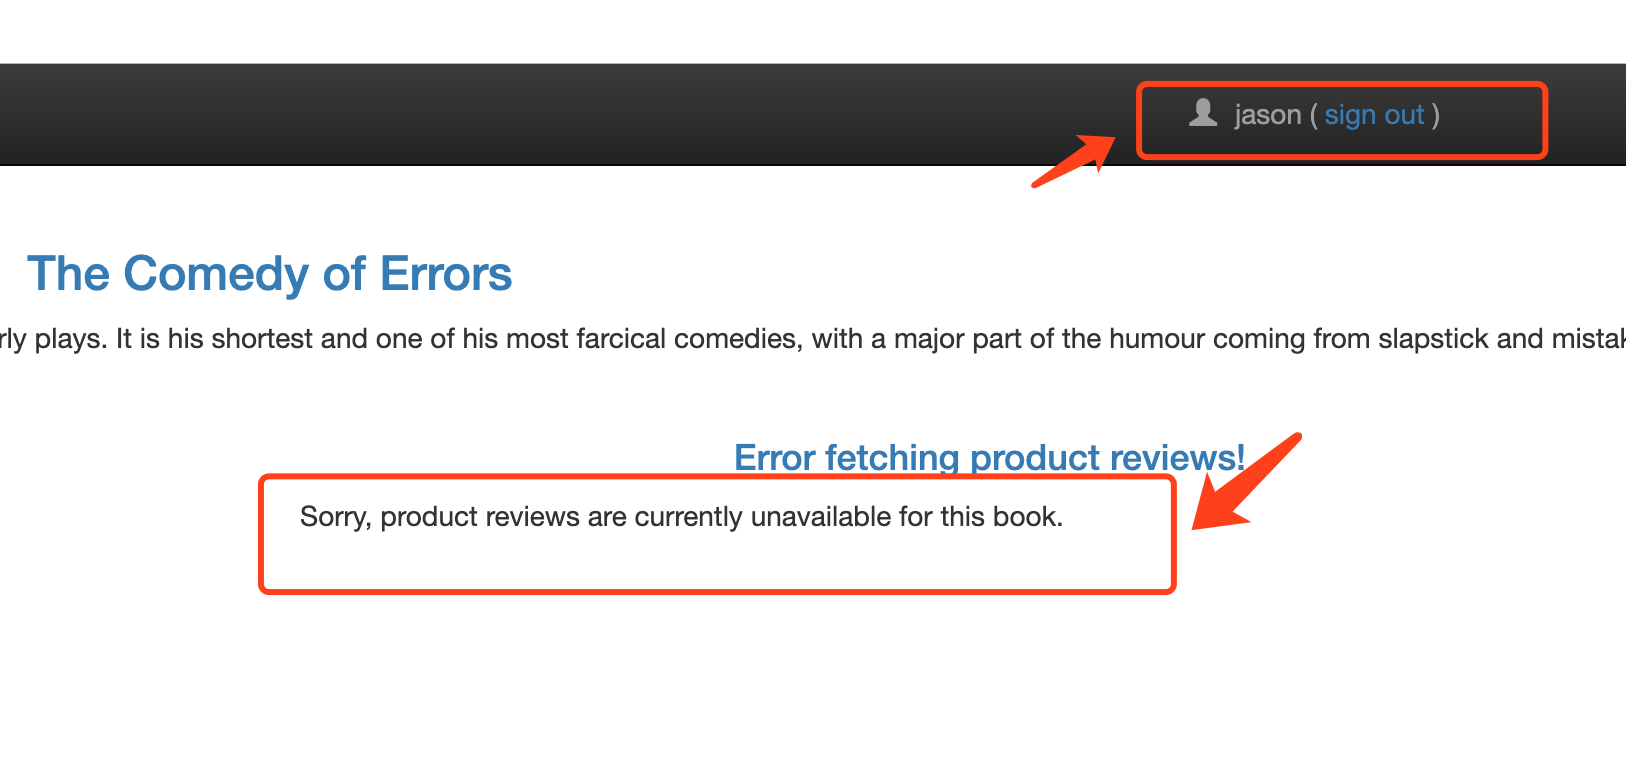 jason ( sign out )
The Comedy of Errors
plays. It is his shortest and one of his most farcical comedies, with a major part of the humour coming from slapstick and
Error fetching product reviews!
Sorry, product reviews are currently unavailable for this book.